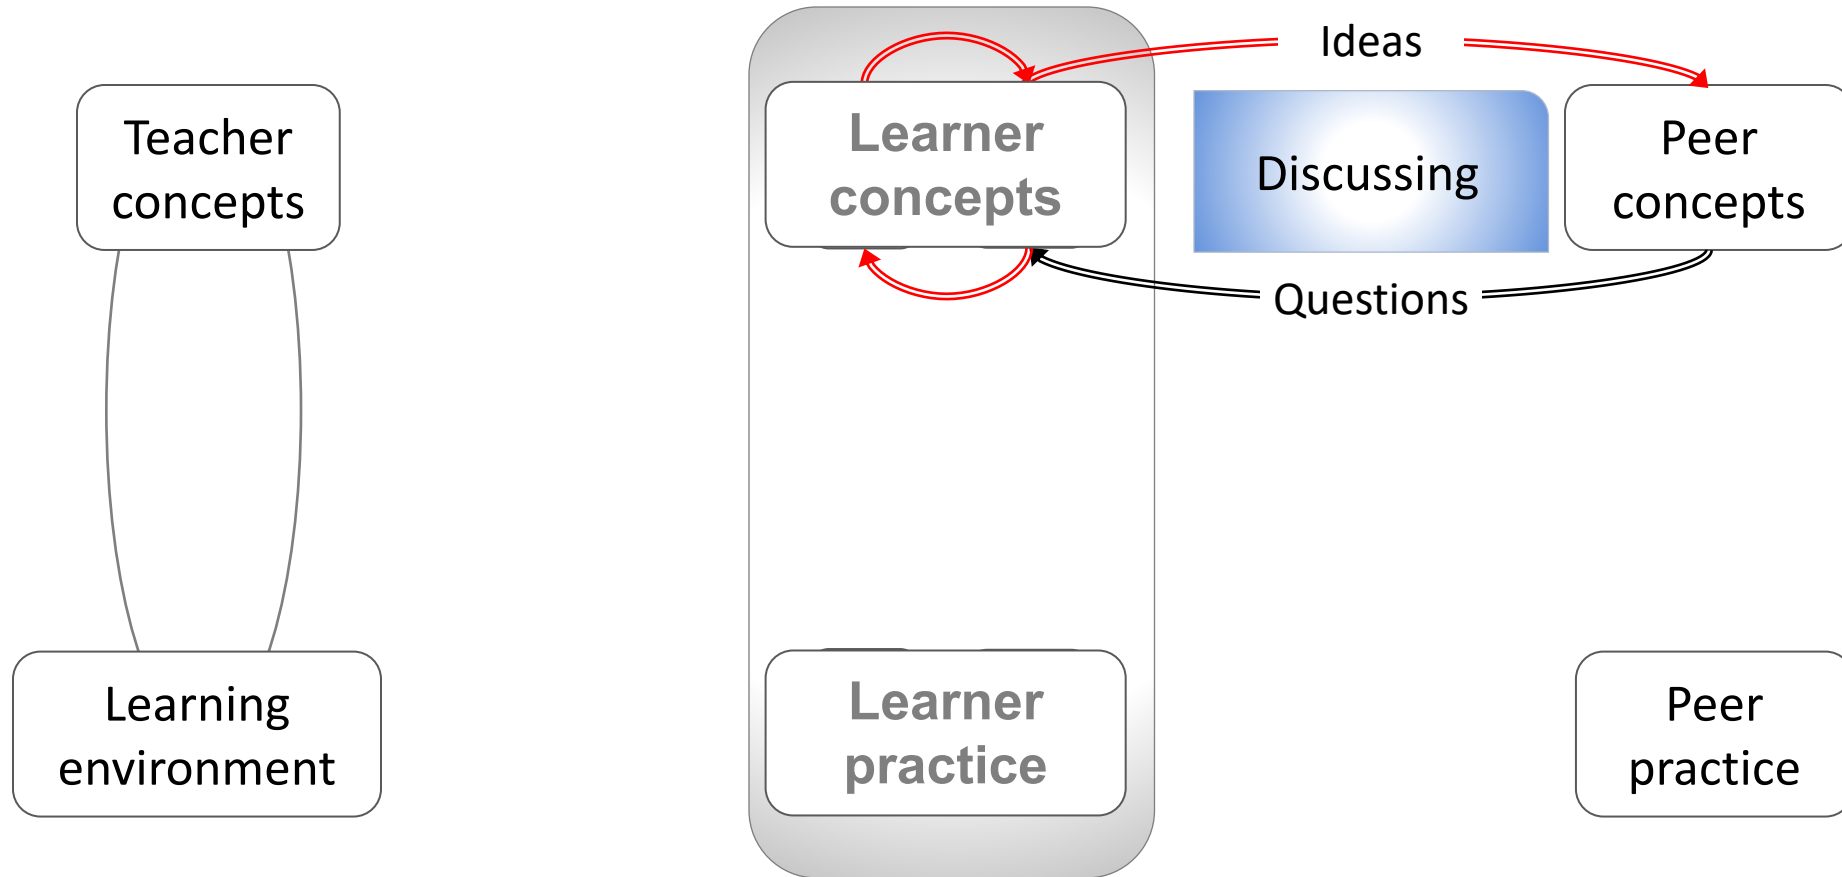 Ideas
Teacher
concepts
Learner
concepts
Discussing
Peer
concepts
Questions
Learning
environment
Learner
practice
Peer
practice